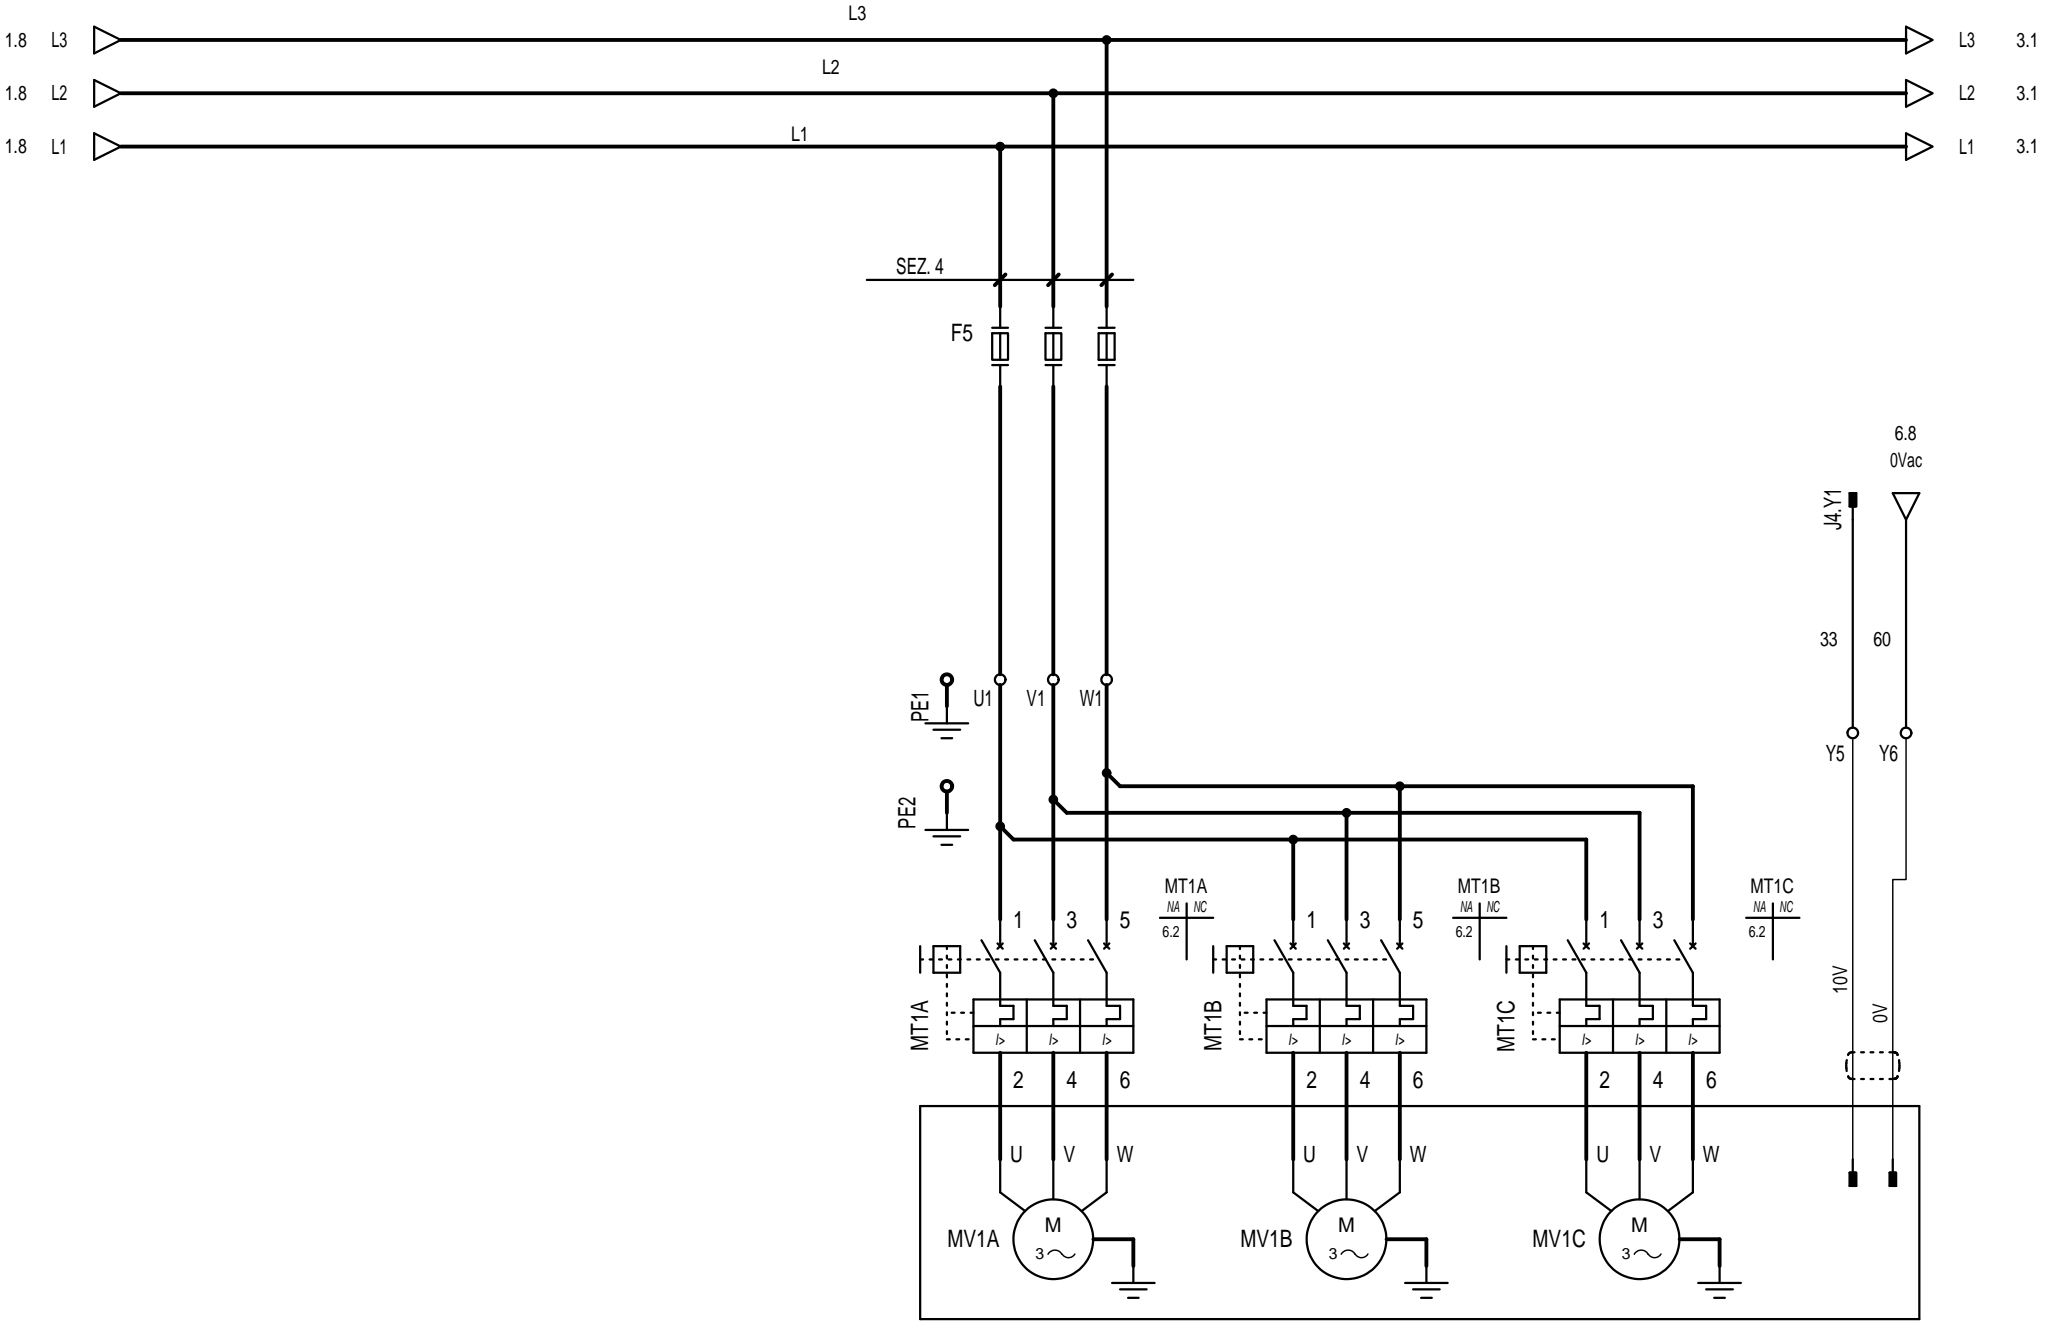 L3
1.8 L3 L3 3.1
L2
1.8 L2 L2 3.1
L1
1.8 L1 L1 3.1
SEZ. 4
F5
6.8
0Vac
J4.Y1
33 60
PE1 U1 V1 W1
Y5 Y6
PE2
MT1A MT1B MT1C
NA NC NA NC NA NC
1 3 5 1 3 5 1 3
6.2 6.2 6.2
10V
0V
MT1A MT1B MT1C
I> I> I> I> I> I> I> I> I>
2 4 6 2 4 6 2 4 6
U V W U V W U V W
M M M
MV1A MV1B MV1C
3 3 3